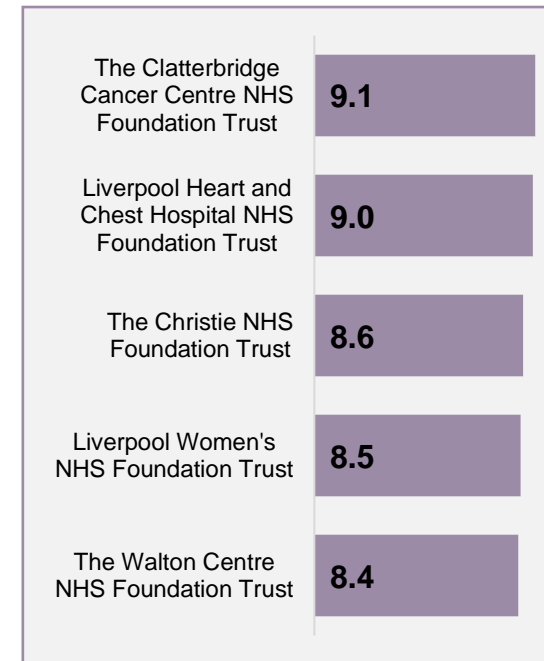 The Clatterbridge
Cancer Centre NHS
Foundation Trust
9.1
Liverpool Heart and
Chest Hospital NHS
Foundation Trust
9.0
The Christie NHS
Foundation Trust
8.6
Liverpool Women's
NHS Foundation Trust
8.5
The Walton Centre
NHS Foundation Trust
8.4